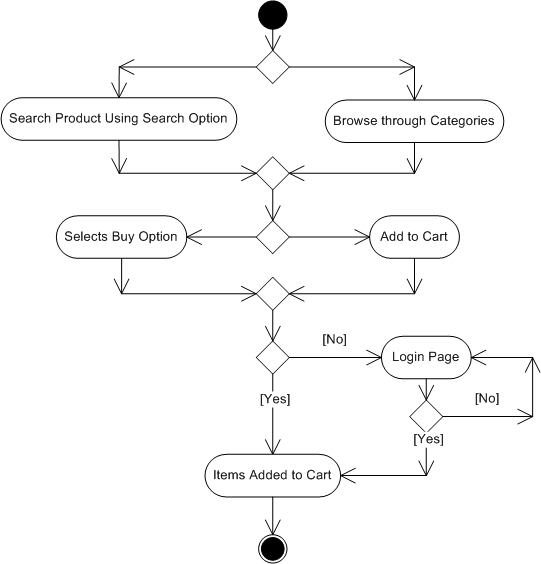 Search Product Using Search Option
Browse through Categories
Selects Buy Option
Add to Cart
[No]
Login Page
[Yes]
[No]
[Yes]
Items Added to Cart